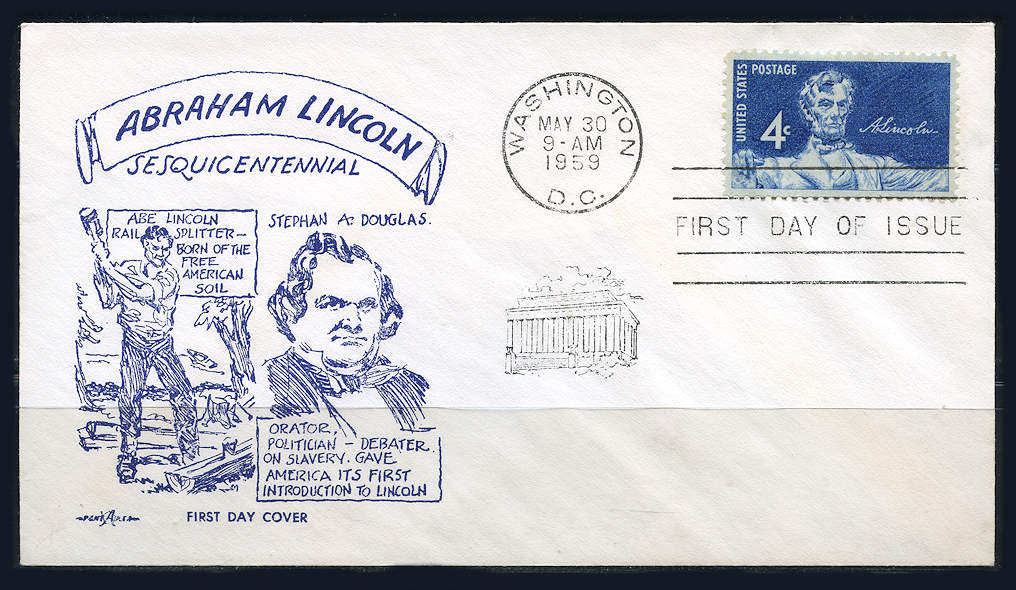 ABRAHAM LINCOLN
SESQUICENTENNIAL
ABE LINCOLN
RAIL SPLITTER —
BORN OF THE
FREE
AMERICAN
SOIL
STEPHAN A. DOUGLAS.
ORATOR,
POLITICIAN — DEBATER
ON SLAVERY. GAVE
AMERICA ITS FIRST
INTRODUCTION TO LINCOLN
FIRST DAY COVER
WASHINGTON
MAY 30
9-AM
1959
D.C.
UNITED STATES POSTAGE
4c
A. Lincoln
FIRST DAY OF ISSUE